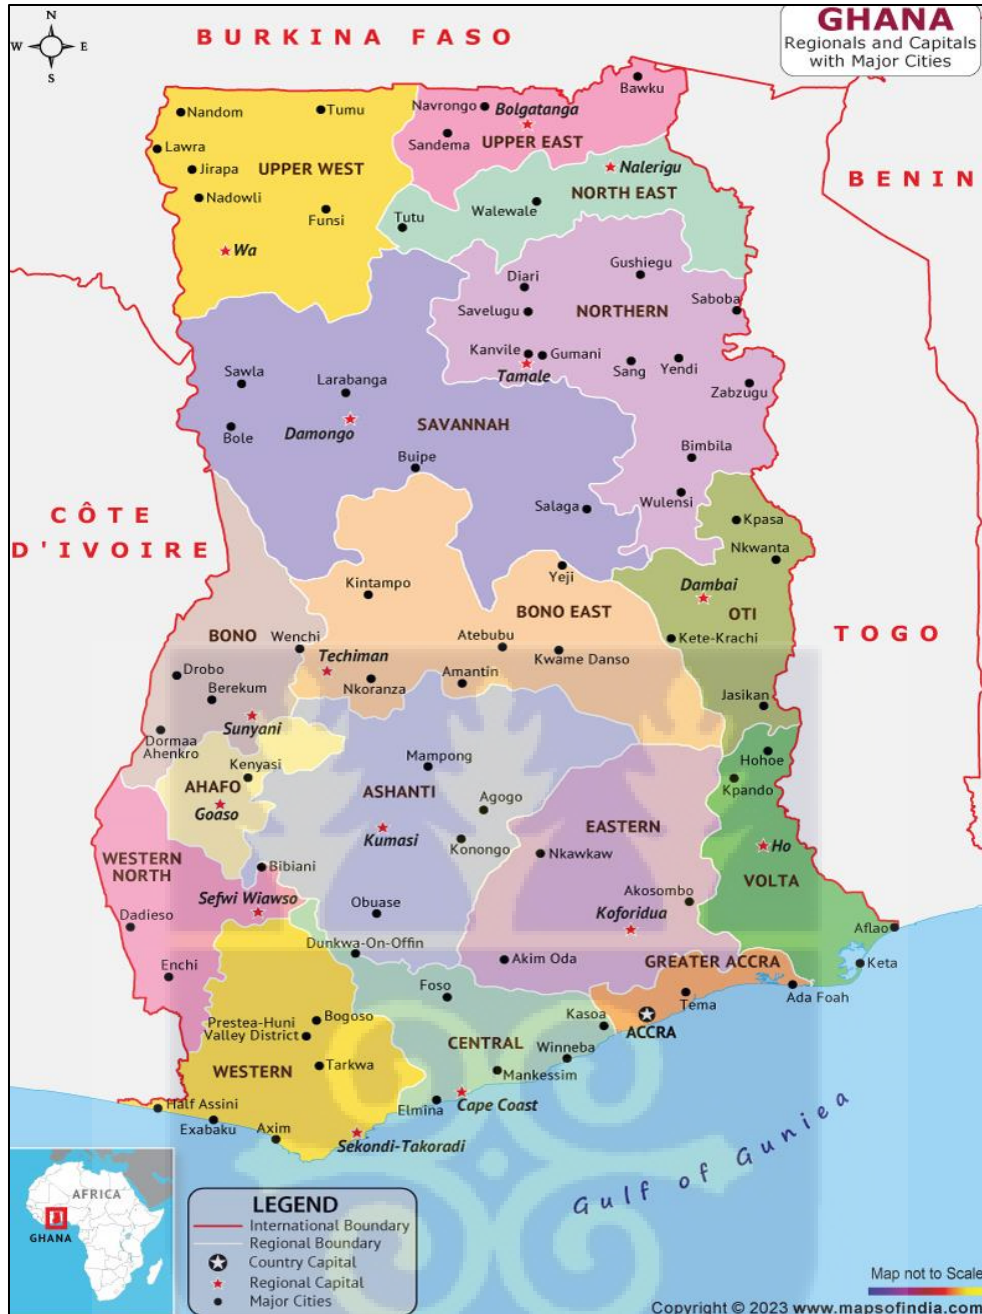 GHANA
Regionals and Capitals
with Major Cities
N
W
E
S
BURKINA FASO
BENIN
TOGO
CÔTE
D'IVOIRE
Bawku
Navrongo
Bolgatanga
Sandema
UPPER EAST
Nandom
Tumu
Lawra
Jirapa
UPPER WEST
Nadowli
Funsi
Wa
Nalerigu
NORTH EAST
Walewale
Tutu
Gushiegu
Diari
Saboba
Savelugu
NORTHERN
Kanvile
Gumani
Tamale
Sang
Yendi
Zabzugu
Bimbila
Wulensi
Sawla
Larabanga
Damongo
SAVANNAH
Bole
Buipe
Salaga
Kpasa
Nkwanta
Dambai
OTI
Kete-Krachi
Jasikan
Yeji
Kintampo
BONO EAST
Atebubu
Kwame Danso
Techiman
Nkoranza
Amantin
BONO
Wenchi
Drobo
Berekum
Sunyani
Dormaa
Ahenkro
Kenyasi
AHAFO
Goaso
Mampong
ASHANTI
Agogo
Kumasi
Konongo
Obuase
EASTERN
Nkawkaw
Akosombo
Koforidua
Akim Oda
Hohoe
Kpando
Ho
VOLTA
Aflao
Keta
WESTERN
NORTH
Bibiani
Sefwi Wiawso
Dadieso
Enchi
Dunkwa-On-Offin
Foso
CENTRAL
Kasoa
Winneba
Mankessim
Cape Coast
Elmina
GREATER ACCRA
Tema
Ada Foah
ACCRA
Prestea-Huni
Valley District
Bogoso
Tarkwa
WESTERN
Half Assini
Exabaku
Axim
Sekondi-Takoradi
Gulf of Guniea
AFRICA
GHANA
LEGEND
International Boundary
Regional Boundary
Country Capital
Regional Capital
Major Cities
Map not to Scale
Copyright © 2023 www.mapsofindia.com